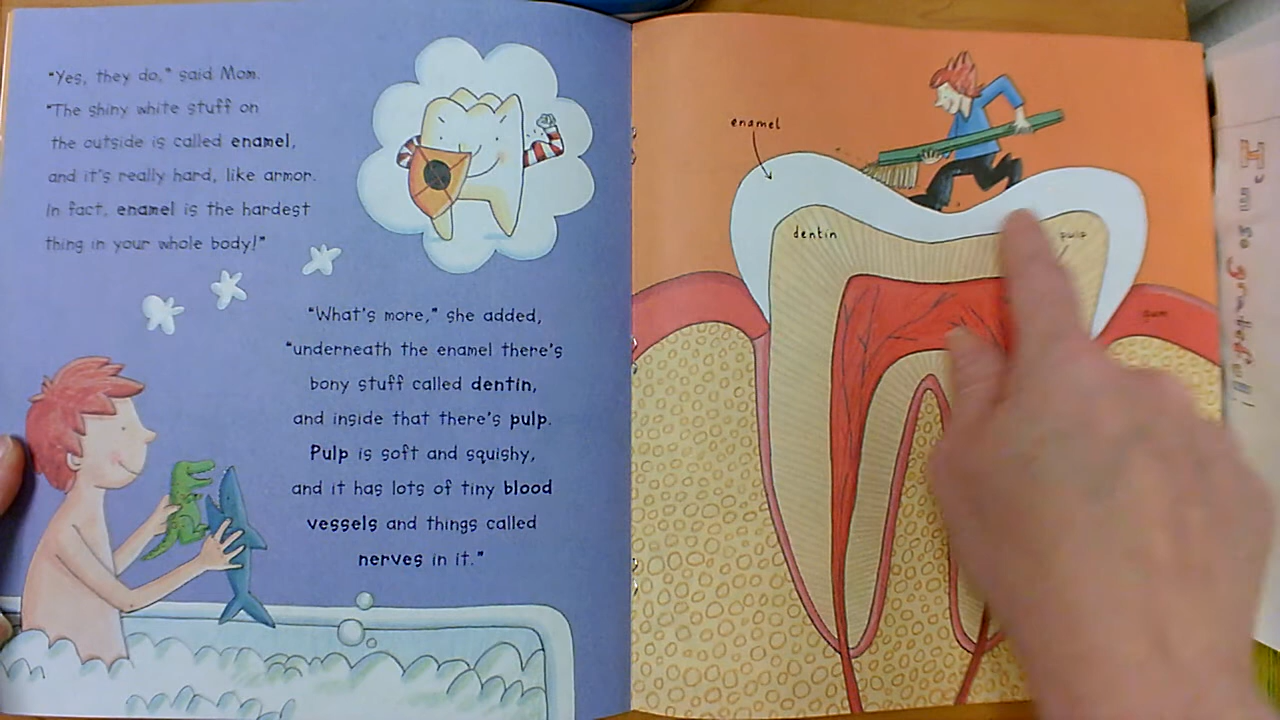 "Yes, they do," said Mom.
"The shiny white stuff on
the outside is called enamel,
and it's really hard, like armor.
In fact, enamel is the hardest
thing in your whole body!"
"What's more," she added,
"underneath the enamel there's
bony stuff called dentin,
and inside that there's pulp.
Pulp is soft and squishy,
and it has lots of tiny blood
vessels and things called
nerves in it."
enamel
dentin
pulp
gum
I'm so grateful!